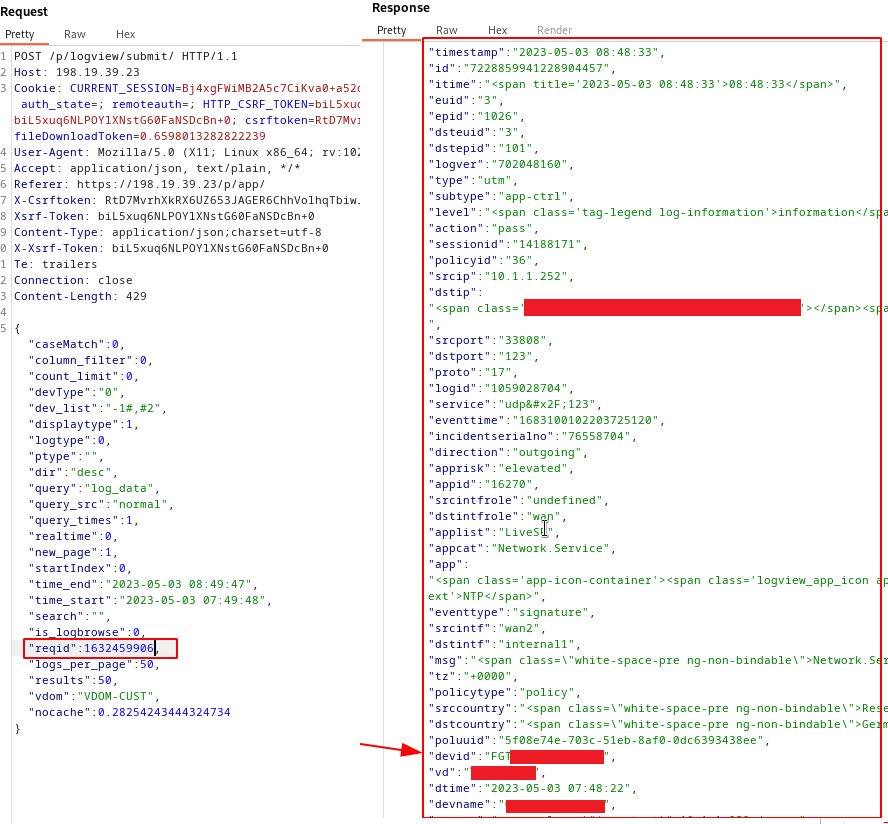 Request
Pretty Raw Hex
1 POST /p/logview/submit/ HTTP/1.1
2 Host: 198.19.39.23
3 Cookie: CURRENT_SESSION=Bj4xgFWiMB2A5c7CiKva0+a52
auth_state=; remoteauth=; HTTP_CSRF_TOKEN=biL5xuq
biL5xuq6NLPOY1XNstG60FaNSDcBn+0; csrftoken=RtD7Mv
fileDownloadToken=0.6598013282822239
4 User-Agent: Mozilla/5.0 (X11; Linux x86_64; rv:102
5 Accept: application/json, text/plain, */*
6 Referer: https://198.19.39.23/p/app/
7 X-Csrftoken: RtD7MvrhXkRX6UZ653JAGER6ChhVolhqTbiw.
8 Xsrf-Token: biL5xuq6NLPOY1XNstG60FaNSDcBn+0
9 Content-Type: application/json;charset=utf-8
0 X-Xsrf-Token: biL5xuq6NLPOY1XNstG60FaNSDcBn+0
1 Te: trailers
2 Connection: close
3 Content-Length: 429
4
5 {
"caseMatch":0,
"column_filter":0,
"count_limit":0,
"devType":"0",
"dev_list":"-1#,#2",
"displaytype":1,
"logtype":0,
"ptype":"",
"dir":"desc",
"query":"log_data",
"query_src":"normal",
"query_times":1,
"realtime":0,
"new_page":1,
"startIndex":0,
"time_end":"2023-05-03 08:49:47",
"time_start":"2023-05-03 07:49:48",
"search":"",
"is_logbrowse":0,
"reqid":1632459906,
"logs_per_page":50,
"results":50,
"vdom":"VDOM-CUST",
"nocache":0.28254243444324734
}
Response
Pretty Raw Hex Render
"timestamp":"2023-05-03 08:48:33",
"id":"7228859941228904457",
"itime":"<span title='2023-05-03 08:48:33'>08:48:33</span>",
"euid":"3",
"epid":"1026",
"dsteuid":"3",
"dstepid":"101",
"logver":"702048160",
"type":"utm",
"subtype":"app-ctrl",
"level":"<span class='tag-legend log-information'>information</spa
"action":"pass",
"sessionid":"14188171",
"policyid":"36",
"srcip":"10.1.1.252",
"dstip":
"<span class=' '></span><spa
",
"srcport":"33808",
"dstport":"123",
"proto":"17",
"logid":"1059028704",
"service":"udp&#x2F;123",
"eventtime":"1683100102203725120",
"incidentserialno":"76558704",
"direction":"outgoing",
"apprisk":"elevated",
"appid":"16270",
"srcintfrole":"undefined",
"dstintfrole":"wan",
"applist":
"appcat":"Network.Service",
"app":
"<span class='app-icon-container'><span class='logview_app_icon ap
ext'>NTP</span>",
"eventtype":"signature",
"srcintf":"wan2",
"dstintf":"internal1",
"msg":"<span class=\"white-space-pre ng-non-bindable\">Network.Ser
"tz":"+0000",
"policytype":"policy",
"srccountry":"<span class=\"white-space-pre ng-non-bindable\">Rese
"dstcountry":"<span class=\"white-space-pre ng-non-bindable\">Germ
"poluuid":"5f08e74e-703c-51eb-8af0-0dc6393438ee",
"devid":"FGT ",
"vd":" ",
"dtime":"2023-05-03 07:48:22",
"devname":" ",